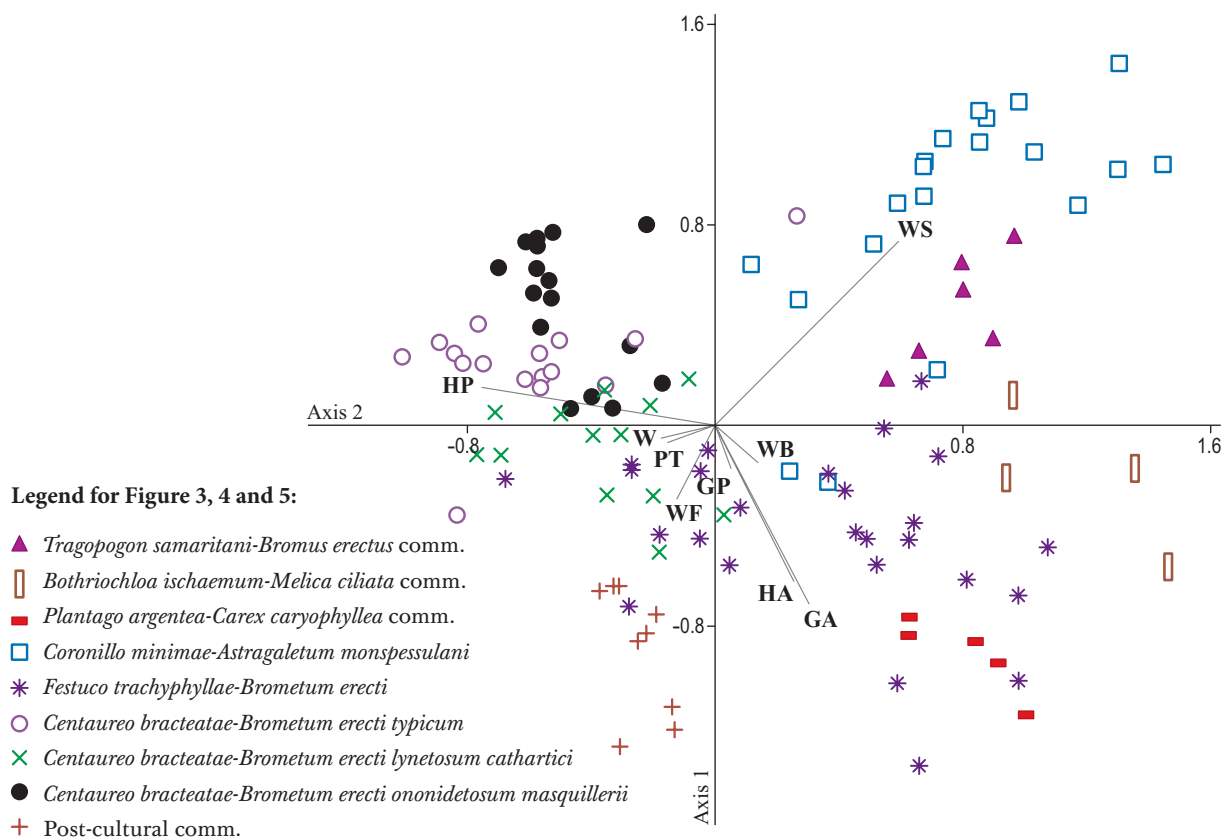 1.6
0.8
WS
HP
Axis 2
-0.8
0.8
1.6
W
PT
WB
GP
WF
HA
GA
-0.8
Axis 1
Legend for Figure 3, 4 and 5:
Tragopogon samaritani-Bromus erectus comm.
Bothriochloa ischaemum-Melica ciliata comm.
Plantago argentea-Carex caryophyllea comm.
Coronillo minimae-Astragaletum monspessulani
Festuco trachyphyllae-Brometum erecti
Centaureo bracteatae-Brometum erecti typicum
Centaureo bracteatae-Brometum erecti lynetosum cathartici
Centaureo bracteatae-Brometum erecti ononidetosum masquillerii
Post-cultural comm.